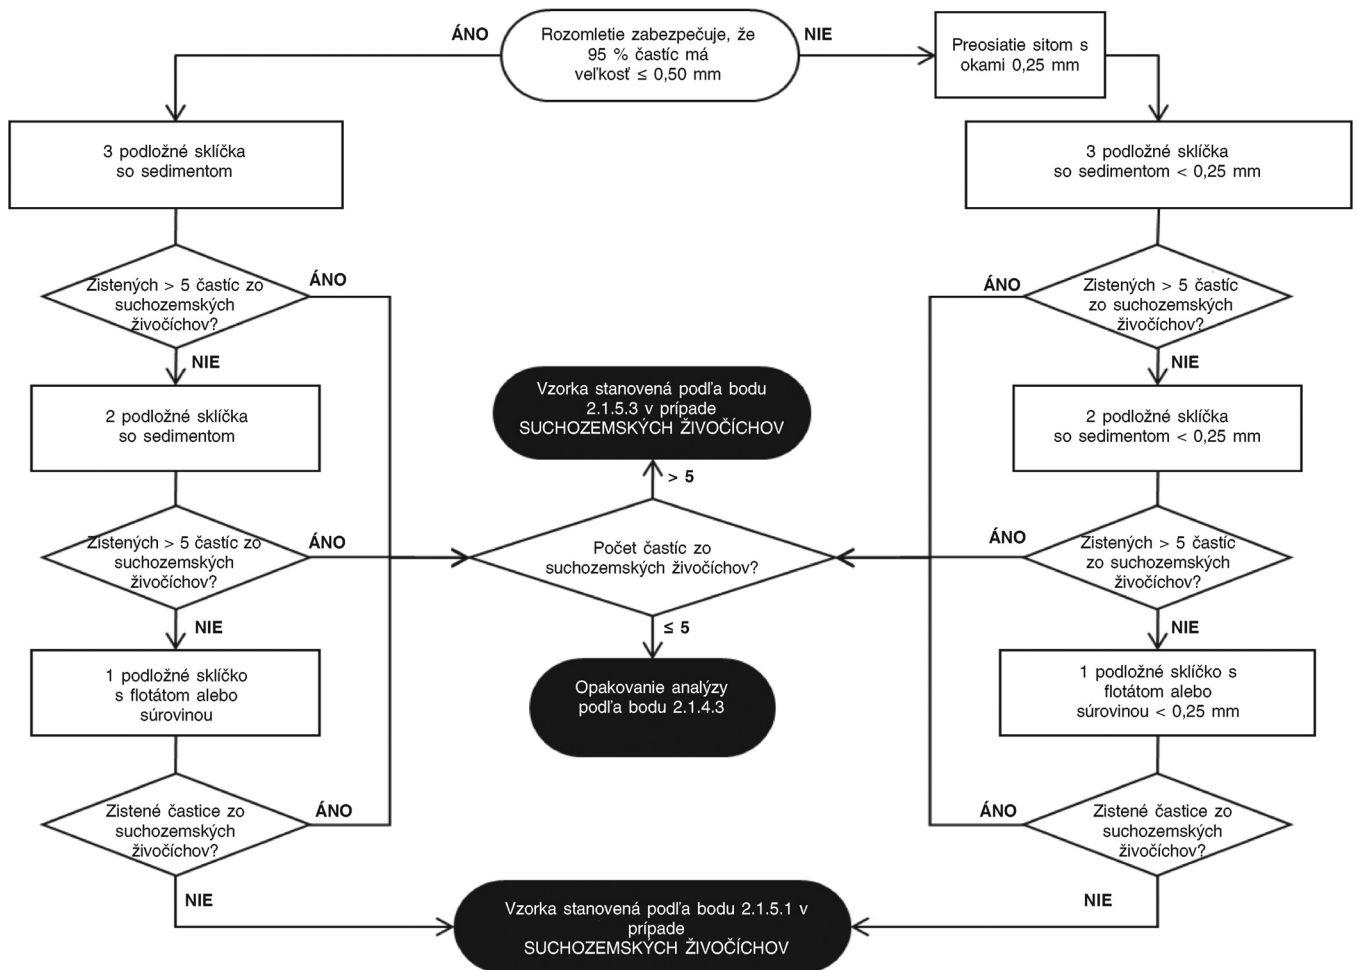 Rozomletie zabezpečuje, že
95 % častíc má
veľkosť ≤ 0,50 mm
ÁNO
NIE
Preosiatie sitom s
okami 0,25 mm
3 podložné sklíčka
so sedimentom
3 podložné sklíčka
so sedimentom < 0,25 mm
Zistených > 5 častíc zo
suchozemských
živočíchov?
ÁNO
NIE
ÁNO
Zistených > 5 častíc
zo suchozemských
živočíchov?
NIE
2 podložné sklíčka
so sedimentom
Vzorka stanovená podľa bodu
2.1.5.3 v prípade
SUCHOZEMSKÝCH ŽIVOČÍCHOV
2 podložné sklíčka
so sedimentom < 0,25 mm
> 5
Zistených > 5 častíc zo
suchozemských
živočíchov?
ÁNO
NIE
Počet častíc zo
suchozemských živočíchov?
ÁNO
Zistených > 5 častíc
zo suchozemských
živočíchov?
NIE
≤ 5
1 podložné sklíčko
s flotátom alebo
súrovinou
Opakovanie analýzy
podľa bodu 2.1.4.3
1 podložné sklíčko s
flotátom alebo
súrovinou < 0,25 mm
Zistené častice zo
suchozemských
živočíchov?
ÁNO
NIE
ÁNO
Zistené častice zo
suchozemských
živočíchov?
NIE
Vzorka stanovená podľa bodu 2.1.5.1 v
prípade
SUCHOZEMSKÝCH ŽIVOČÍCHOV